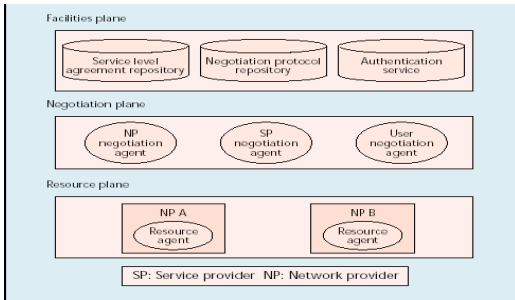 Facilities plane
Service level agreement repository
Negotiation protocol repository
Authentication service
Negotiation plane
NP negotiation agent
SP negotiation agent
User negotiation agent
Resource plane
NP A
Resource agent
NP B
Resource agent
SP: Service provider NP: Network provider